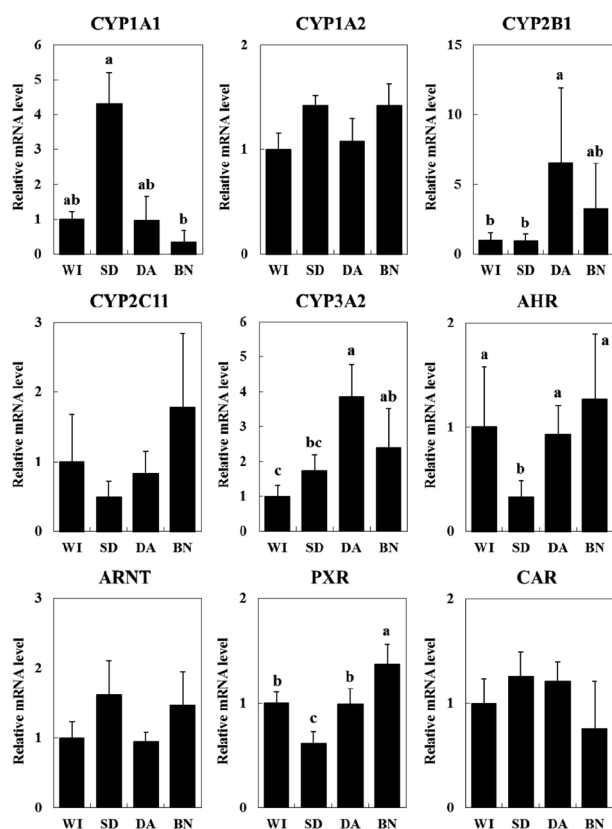 CYP1A1
Relative mRNA level
6
5
4
3
2
1
0
ab
a
ab
b
WI SD DA BN
CYP1A2
Relative mRNA level
2
1
0
WI SD DA BN
CYP2B1
Relative mRNA level
15
10
5
0
b
b
a
ab
WI SD DA BN
CYP2C11
Relative mRNA level
3
2
1
0
WI SD DA BN
CYP3A2
Relative mRNA level
6
5
4
3
2
1
0
c
bc
a
ab
WI SD DA BN
AHR
Relative mRNA level
2
1
0
a
b
a
a
WI SD DA BN
ARNT
Relative mRNA level
3
2
1
0
WI SD DA BN
PXR
Relative mRNA level
2
1
0
b
c
b
a
WI SD DA BN
CAR
Relative mRNA level
2
1
0
WI SD DA BN